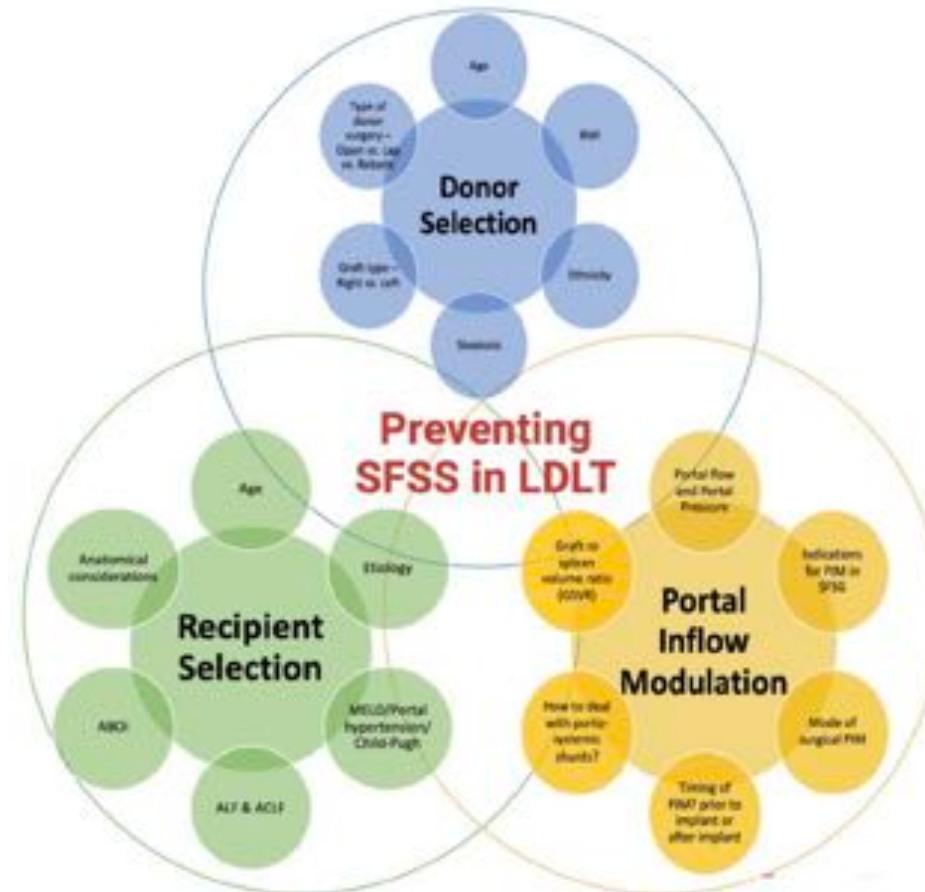 Age
Type of
donor
surgery –
Open vs. Lap
vs. Robotic
BMI
Donor
Selection
Graft type –
Right vs. Left
Ethnicity
Steatosis
Preventing
SFSS in LDLT
Age
Anatomical
considerations
Etiology
Recipient
Selection
ABOI
MELD/Portal
hypertension/
Child-Pugh
ALF & ACLF
Portal flow
and Portal
Pressure
Graft to
spleen
volume ratio
(GSVR)
Indications
for PIM in
SFSG
Portal
Inflow
Modulation
How to deal
with porto-
systemic
shunts?
Mode of
surgical PIM
Timing of
PIM? prior to
implant or
after implant